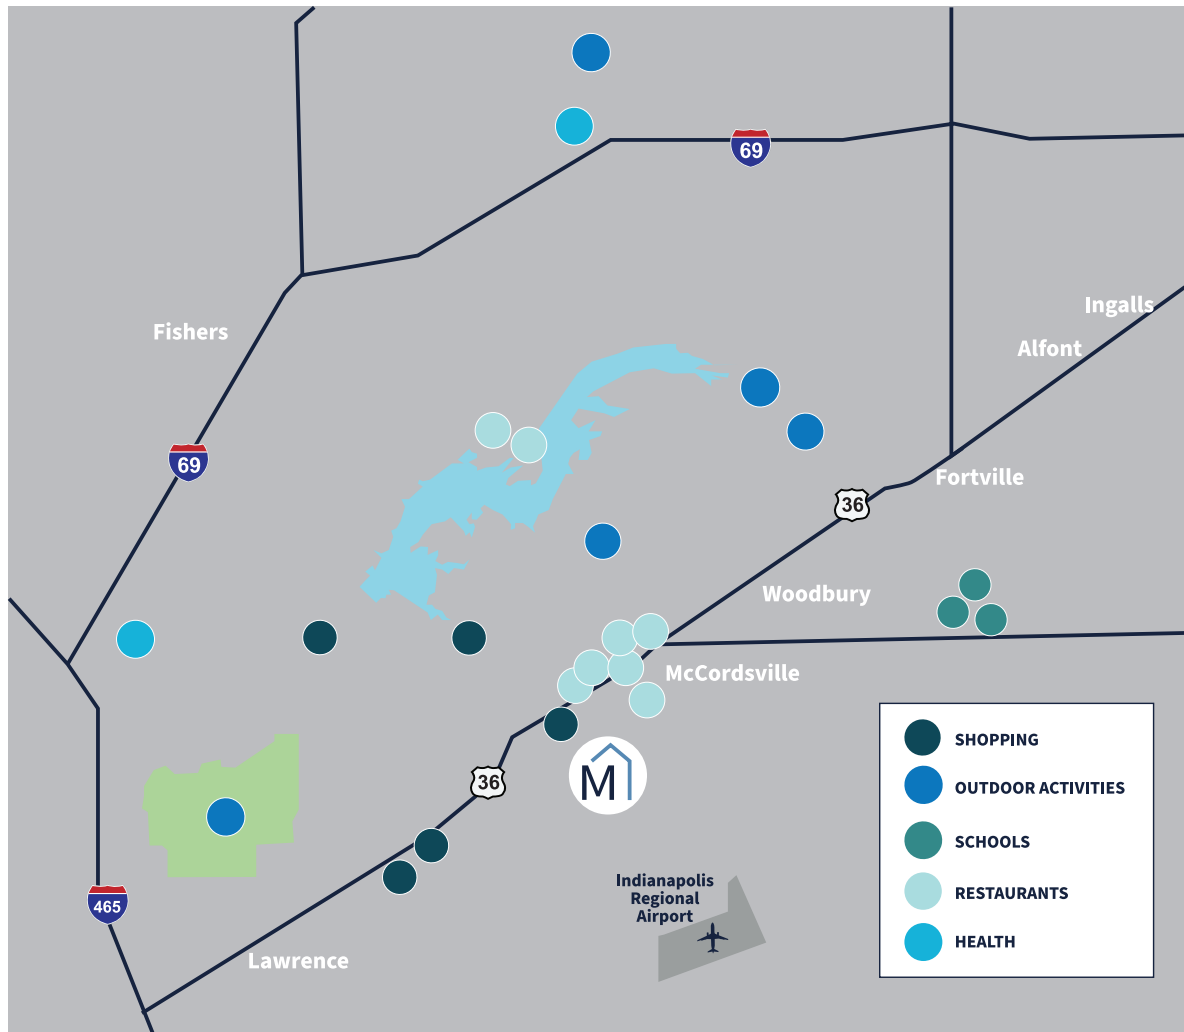 69
Ingalls
Fishers
Alfont
69
Fortville
36
Woodbury
McCordsville
SHOPPING
36
M
OUTDOOR ACTIVITIES
SCHOOLS
Indianapolis
Regional
Airport
RESTAURANTS
465
HEALTH
Lawrence